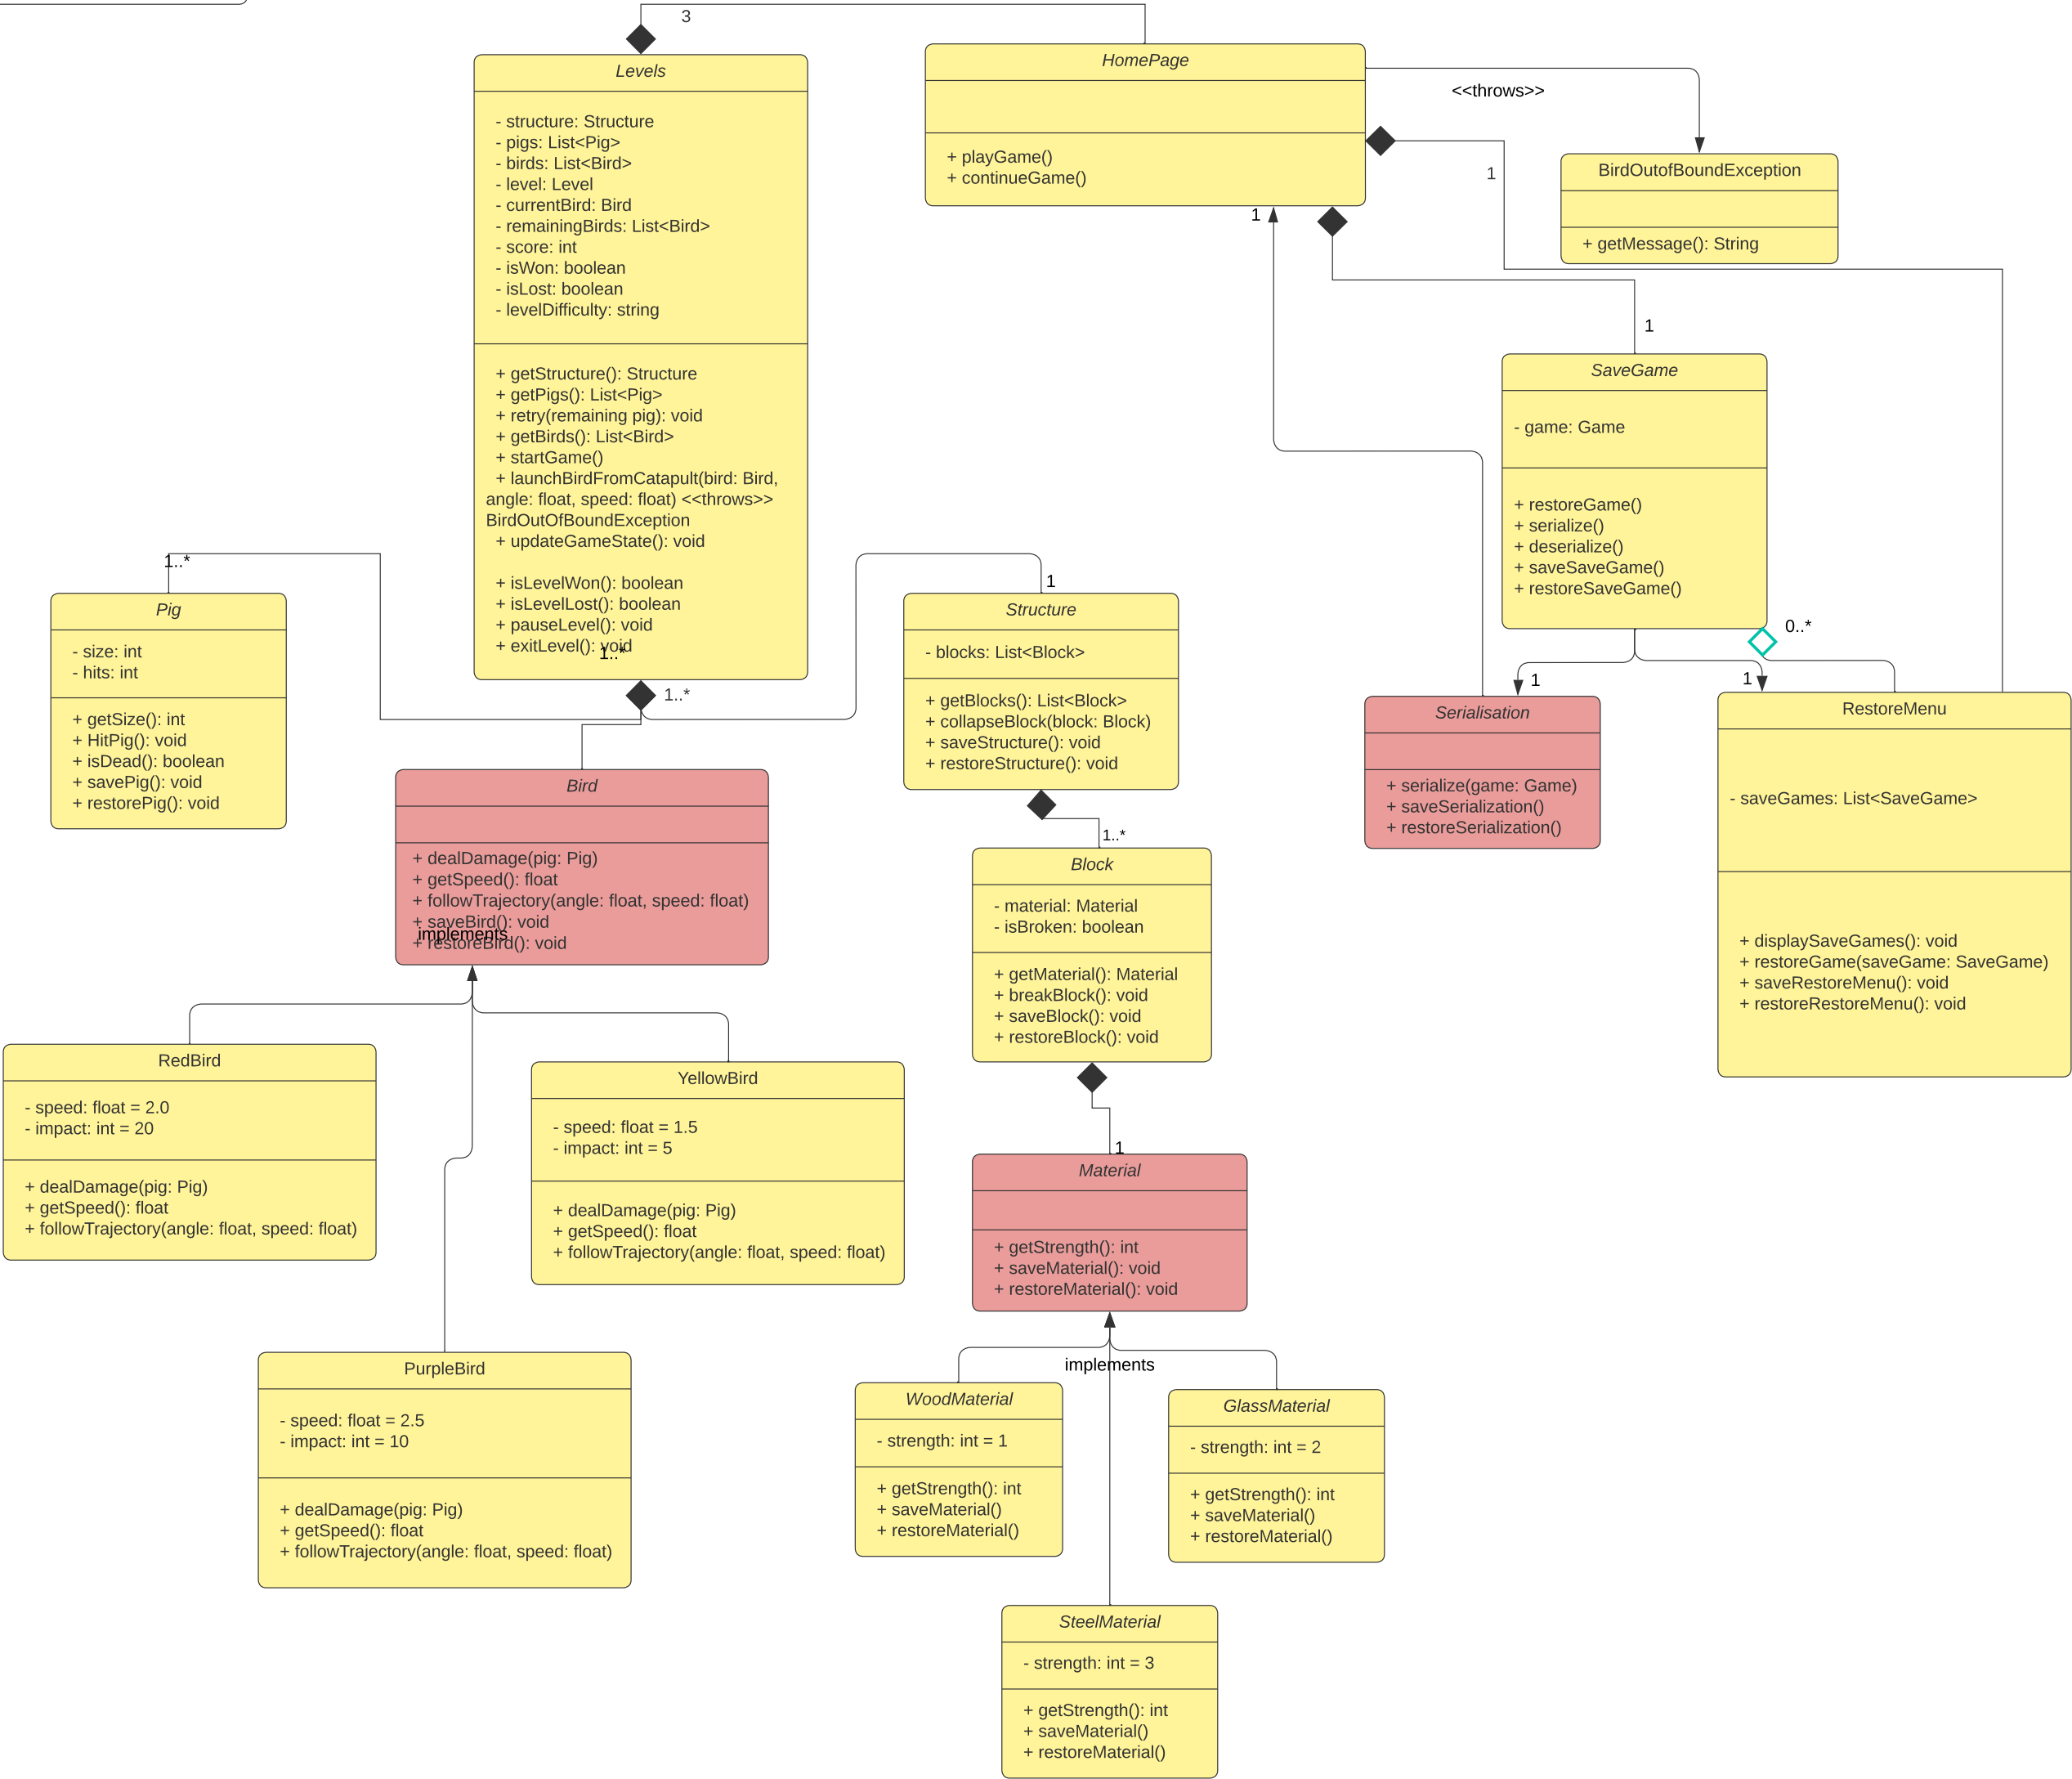 3
Levels
- structure: Structure
- pigs: List<Pig>
- birds: List<Bird>
- level: Level
- currentBird: Bird
- remainingBirds: List<Bird>
- score: int
- isWon: boolean
- isLost: boolean
- levelDifficulty: string
+ getStructure(): Structure
+ getPigs(): List<Pig>
+ retry(remaining pig): void
+ getBirds(): List<Bird>
+ startGame()
+ launchBirdFromCatapult(bird: Bird,
angle: float, speed: float) <<throws>>
BirdOutOfBoundException
+ updateGameState(): void
+ isLevelWon(): boolean
+ isLevelLost(): boolean
+ pauseLevel(): void
+ exitLevel(): void
1..*
1..*
HomePage
+ playGame()
+ continueGame()
1
<<throws>>
1
BirdOutofBoundException
+ getMessage(): String
1
SaveGame
- game: Game
+ restoreGame()
+ serialize()
+ deserialize()
+ saveSaveGame()
+ restoreSaveGame()
0..*
1
1
1..*
Pig
- size: int
- hits: int
+ getSize(): int
+ HitPig(): void
+ isDead(): boolean
+ savePig(): void
+ restorePig(): void
1
Structure
- blocks: List<Block>
+ getBlocks(): List<Block>
+ collapseBlock(block: Block)
+ saveStructure(): void
+ restoreStructure(): void
1..*
Serialisation
+ serialize(game: Game)
+ saveSerialization()
+ restoreSerialization()
RestoreMenu
- saveGames: List<SaveGame>
+ displaySaveGames(): void
+ restoreGame(saveGame: SaveGame)
+ saveRestoreMenu(): void
+ restoreRestoreMenu(): void
Bird
+ dealDamage(pig: Pig)
+ getSpeed(): float
+ followTrajectory(angle: float, speed: float)
+ saveBird(): void
+ restoreBird(): void
implements
Block
- material: Material
- isBroken: boolean
+ getMaterial(): Material
+ breakBlock(): void
+ saveBlock(): void
+ restoreBlock(): void
1
RedBird
- speed: float = 2.0
- impact: int = 20
+ dealDamage(pig: Pig)
+ getSpeed(): float
+ followTrajectory(angle: float, speed: float)
YellowBird
- speed: float = 1.5
- impact: int = 5
+ dealDamage(pig: Pig)
+ getSpeed(): float
+ followTrajectory(angle: float, speed: float)
Material
+ getStrength(): int
+ saveMaterial(): void
+ restoreMaterial(): void
implements
PurpleBird
- speed: float = 2.5
- impact: int = 10
+ dealDamage(pig: Pig)
+ getSpeed(): float
+ followTrajectory(angle: float, speed: float)
WoodMaterial
- strength: int = 1
+ getStrength(): int
+ saveMaterial()
+ restoreMaterial()
GlassMaterial
- strength: int = 2
+ getStrength(): int
+ saveMaterial()
+ restoreMaterial()
SteelMaterial
- strength: int = 3
+ getStrength(): int
+ saveMaterial()
+ restoreMaterial()